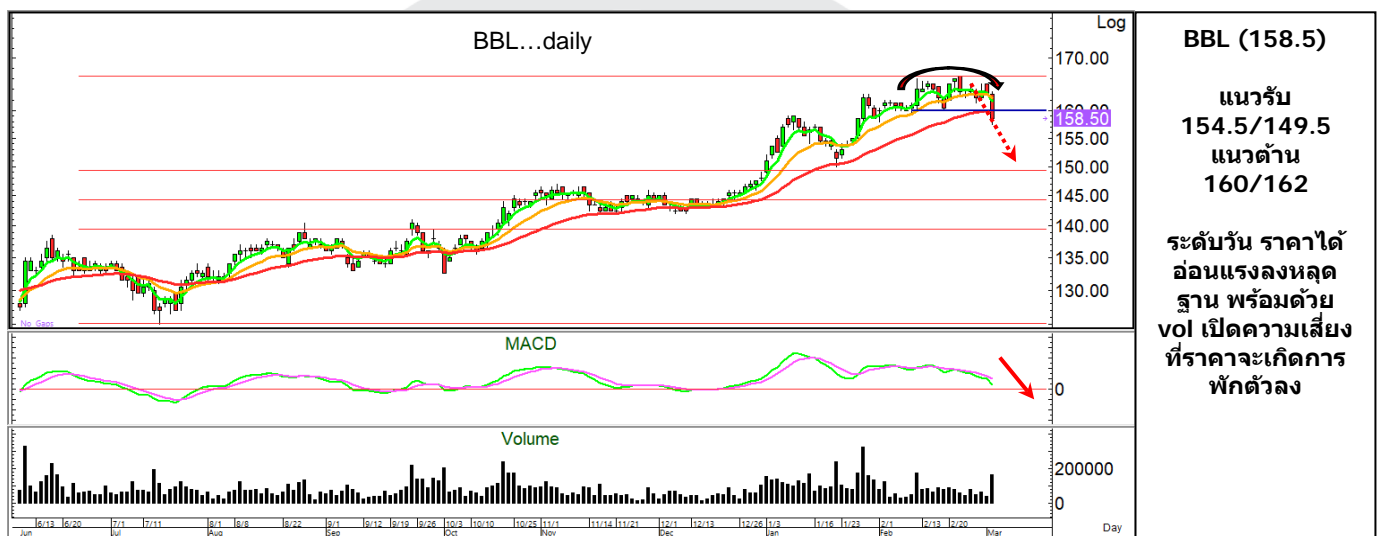 BBL...daily
Log
170.00
160.00
158.50
155.00
150.00
145.00
140.00
135.00
130.00
No Gaps
MACD
0
Volume
200000
0
6/13 6/20 7/1 7/11 8/1 8/8 8/22 9/1 9/12 9/19 9/26 10/3 10/10 10/25 11/1 11/14 11/21 12/1 12/13 12/26 1/3 1/16 1/23 2/1 2/13 2/20
Jun Jul Aug Sep Oct Nov Dec Jan Feb Mar
Day
BBL (158.5)
แนวรับ
154.5/149.5
แนวต้าน
160/162
ระดับวัน ราคาได้
อ่อนแรงลงหลุด
ฐาน พร้อมด้วย
vol เปิดความเสี่ยง
ที่ราคาจะเกิดการ
พักตัวลง